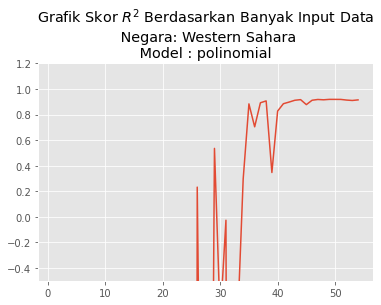 Grafik Skor R² Berdasarkan Banyak Input Data
Negara: Western Sahara
Model : polinomial
1.2
1.0
0.8
0.6
0.4
0.2
0.0
−0.2
−0.4
0 10 20 30 40 50